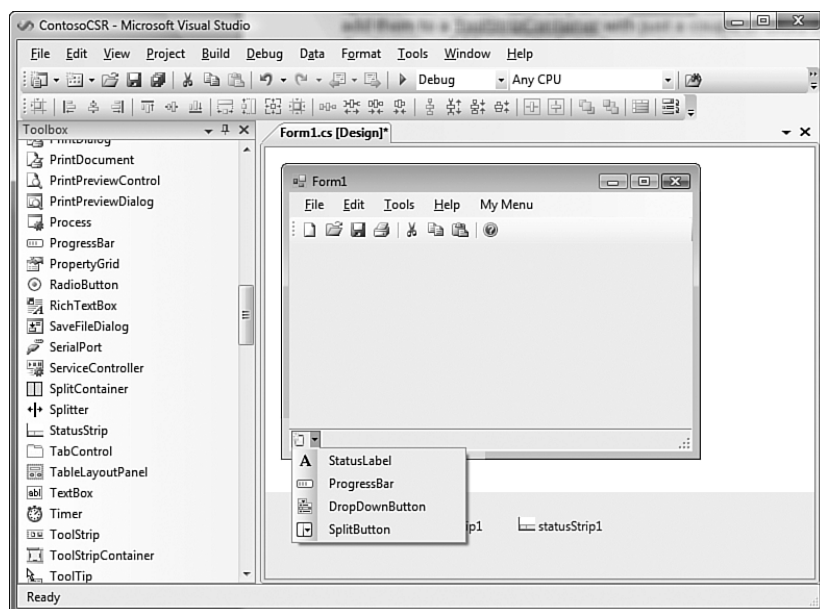 ContosoCSR - Microsoft Visual Studio
File Edit View Project Build Debug Data Format Tools Window Help
Debug Any CPU
Toolbox
Form1.cs [Design]*
PrintDialog
PrintDocument
PrintPreviewControl
PrintPreviewDialog
Process
ProgressBar
PropertyGrid
RadioButton
RichTextBox
SaveFileDialog
SerialPort
ServiceController
SplitContainer
Splitter
StatusStrip
TabControl
TableLayoutPanel
TextBox
Timer
ToolStrip
ToolStripContainer
ToolTip
Form1
File Edit Tools Help My Menu
A StatusLabel
ProgressBar
DropDownButton
SplitButton
ip1 statusStrip1
Ready